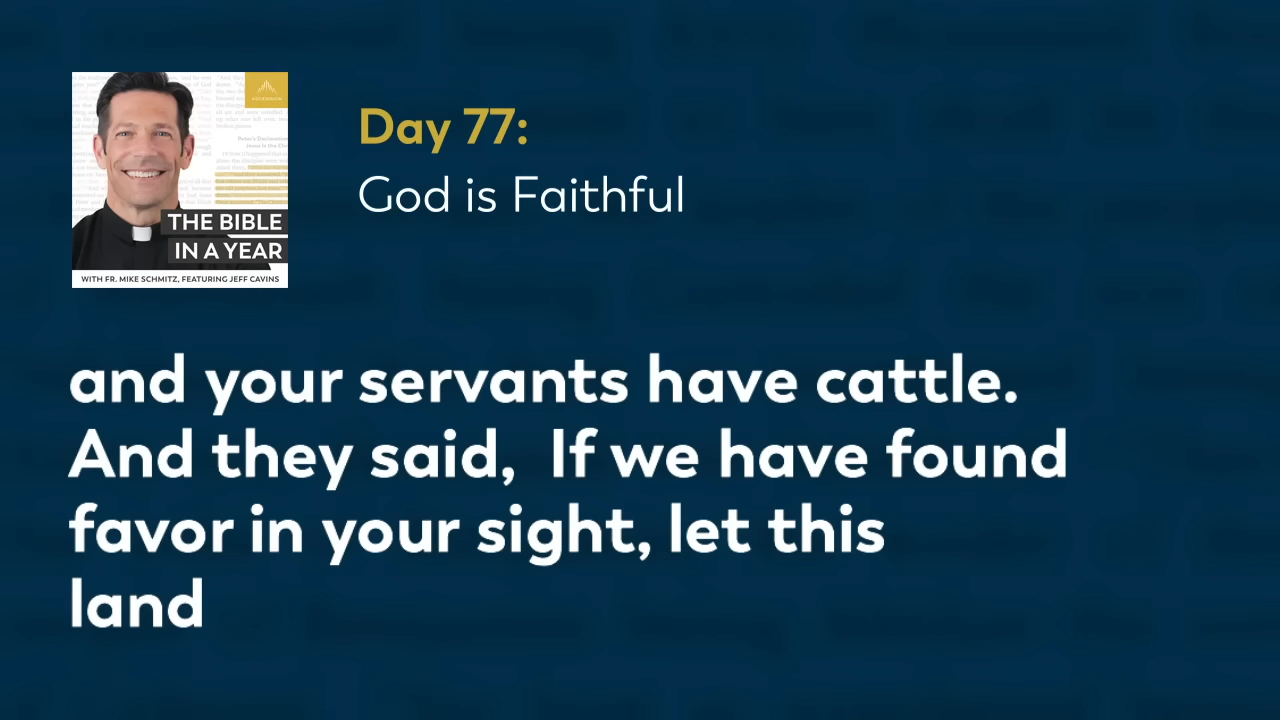 Day 77:
God is Faithful
THE BIBLE
IN A YEAR
WITH FR. MIKE SCHMITZ, FEATURING JEFF CAVINS
and your servants have cattle.
And they said,  If we have found
favor in your sight, let this
land